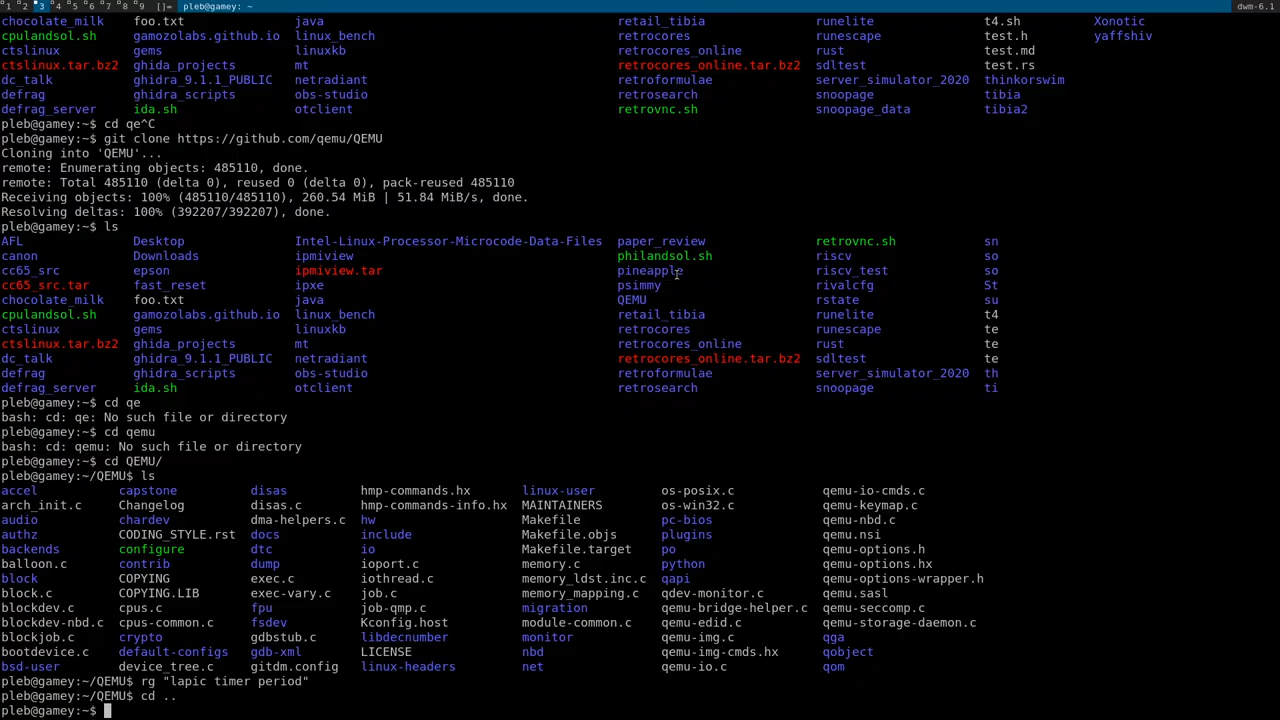 1 2 3 4 5 6 7 8 9 []= pleb@gamey: ~ dwm-6.1
chocolate_milk foo.txt java retail_tibia runelite t4.sh Xonotic
cpulandsol.sh gamozolabs.github.io linux_bench retrocores runescape test.h yaffshiv
ctslinux gems linuxkb retrocores_online rust test.md
ctslinux.tar.bz2 ghida_projects mt retrocores_online.tar.bz2 sdltest test.rs
dc_talk ghidra_9.1.1_PUBLIC netradiant retroformulae server_simulator_2020 thinkorswim
defrag ghidra_scripts obs-studio retrosearch snoopage tibia
defrag_server ida.sh otclient retrovnc.sh snoopage_data tibia2
pleb@gamey:~$ cd qe^C
pleb@gamey:~$ git clone https://github.com/qemu/QEMU
Cloning into 'QEMU'...
remote: Enumerating objects: 485110, done.
remote: Total 485110 (delta 0), reused 0 (delta 0), pack-reused 485110
Receiving objects: 100% (485110/485110), 260.54 MiB | 51.84 MiB/s, done.
Resolving deltas: 100% (392207/392207), done.
pleb@gamey:~$ ls
AFL Desktop Intel-Linux-Processor-Microcode-Data-Files paper_review retrovnc.sh sn
canon Downloads ipmiview philandsol.sh riscv so
cc65_src epson ipmiview.tar pineapple riscv_test so
cc65_src.tar fast_reset ipxe psimmy rivalcfg St
chocolate_milk foo.txt java QEMU rstate su
cpulandsol.sh gamozolabs.github.io linux_bench retail_tibia runelite t4
ctslinux gems linuxkb retrocores runescape te
ctslinux.tar.bz2 ghida_projects mt retrocores_online rust te
dc_talk ghidra_9.1.1_PUBLIC netradiant retrocores_online.tar.bz2 sdltest te
defrag ghidra_scripts obs-studio retroformulae server_simulator_2020 th
defrag_server ida.sh otclient retrosearch snoopage ti
pleb@gamey:~$ cd qe
bash: cd: qe: No such file or directory
pleb@gamey:~$ cd qemu
bash: cd: qemu: No such file or directory
pleb@gamey:~$ cd QEMU/
pleb@gamey:~/QEMU$ ls
accel capstone disas hmp-commands.hx linux-user os-posix.c qemu-io-cmds.c
arch_init.c Changelog disas.c hmp-commands-info.hx MAINTAINERS os-win32.c qemu-keymap.c
audio chardev dma-helpers.c hw Makefile pc-bios qemu-nbd.c
authz CODING_STYLE.rst docs include Makefile.objs plugins qemu.nsi
backends configure dtc io Makefile.target po qemu-options.h
balloon.c contrib dump ioport.c memory.c python qemu-options.hx
block COPYING exec.c iothread.c memory_ldst.inc.c qapi qemu-options-wrapper.h
block.c COPYING.LIB exec-vary.c job.c memory_mapping.c qdev-monitor.c qemu.sasl
blockdev.c cpus.c fpu job-qmp.c migration qemu-bridge-helper.c qemu-seccomp.c
blockdev-nbd.c cpus-common.c fsdev Kconfig.host module-common.c qemu-edid.c qemu-storage-daemon.c
blockjob.c crypto gdbstub.c libdecnumber monitor qemu-img.c qga
bootdevice.c default-configs gdb-xml LICENSE nbd qemu-img-cmds.hx qobject
bsd-user device_tree.c gitdm.config linux-headers net qemu-io.c qom
pleb@gamey:~/QEMU$ rg "lapic timer period"
pleb@gamey:~/QEMU$ cd ..
pleb@gamey:~$